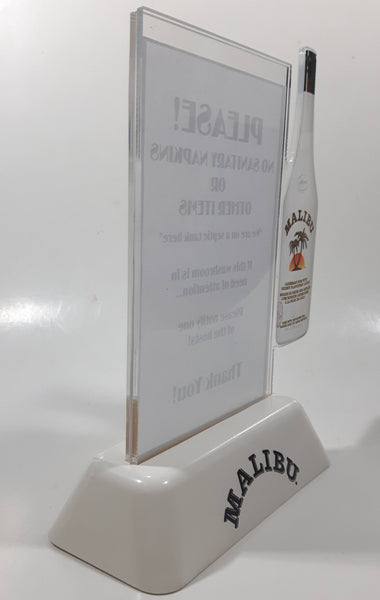 PLEASE!
NO SANITARY NAPKINS
OR
OTHER ITEMS
*We are on a septic tank here*
If this washroom is in
need of attention..
Please notify one
of the hosts!
Thank You!
MALIBU
MALIBU